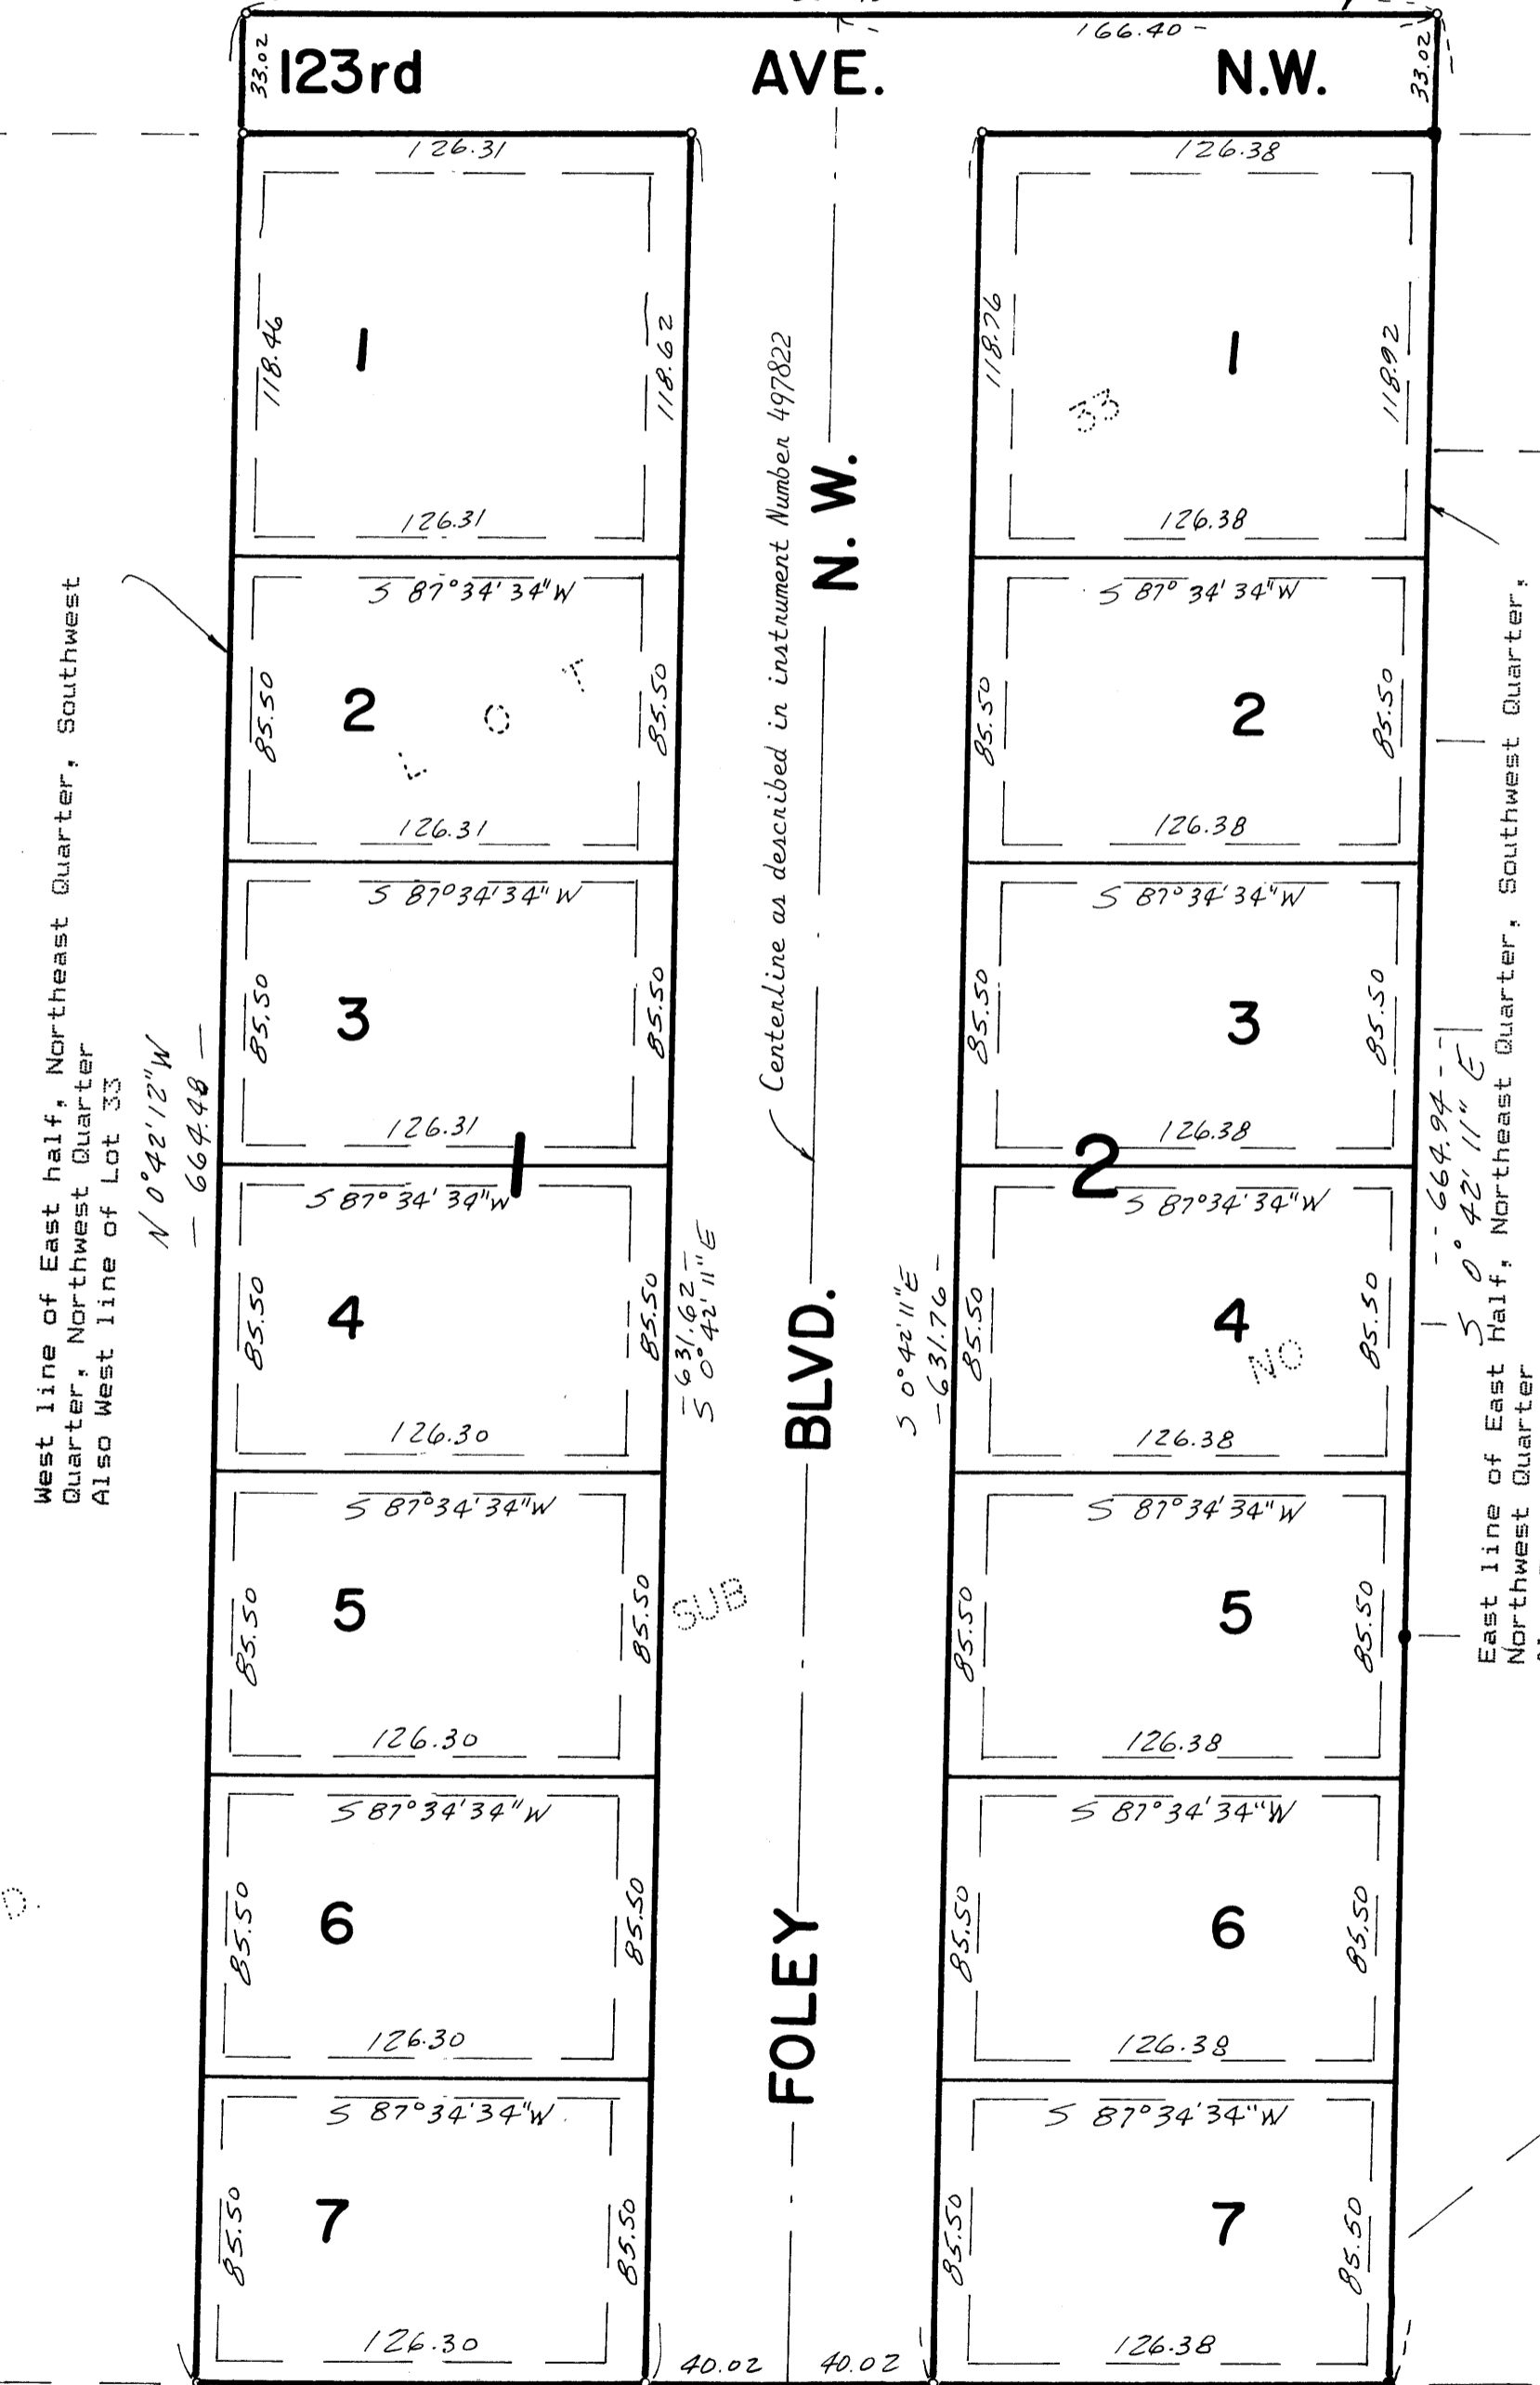 166.40 -
33.02
123rd AVE. N.W.
33.02
126.31
126.38
118.46
1
118.62
118.76
33
1
118.92
126.31
126.38
Centerline as described in instrument Number 497822
FOLEY BLVD. N. W.
S 87°34'34"W
S 87°34'34"W
85.50
2
LOT
85.50
85.50
2
85.50
126.31
126.38
S 87°34'34"W
S 87°34'34"W
85.50
3
85.50
85.50
3
85.50
126.31
126.38
1
2
West line of East half, Northeast Quarter, Southwest
Quarter, Northwest Quarter
Also West line of Lot 33
N 0°42'12"W
- 664.48 -
S 87°34'34"W
S 87°34'34"W
- 664.94 -
S 0°42'11" E
East line of East half, Northeast Quarter, Southwest Quarter,
Northwest Quarter
85.50
4
85.50
- 631.62 -
S 0°42'11"E
S 0°42'11"E
- 631.76 -
85.50
4
NO
85.50
126.30
126.38
S 87°34'34"W
S 87°34'34"W
85.50
5
85.50
SUB
85.50
5
85.50
126.30
126.38
S 87°34'34"W
S 87°34'34"W
D.
85.50
6
85.50
85.50
6
85.50
126.30
126.38
S 87°34'34"W
S 87°34'34"W
85.50
7
85.50
85.50
7
85.50
126.30
40.02
40.02
126.38